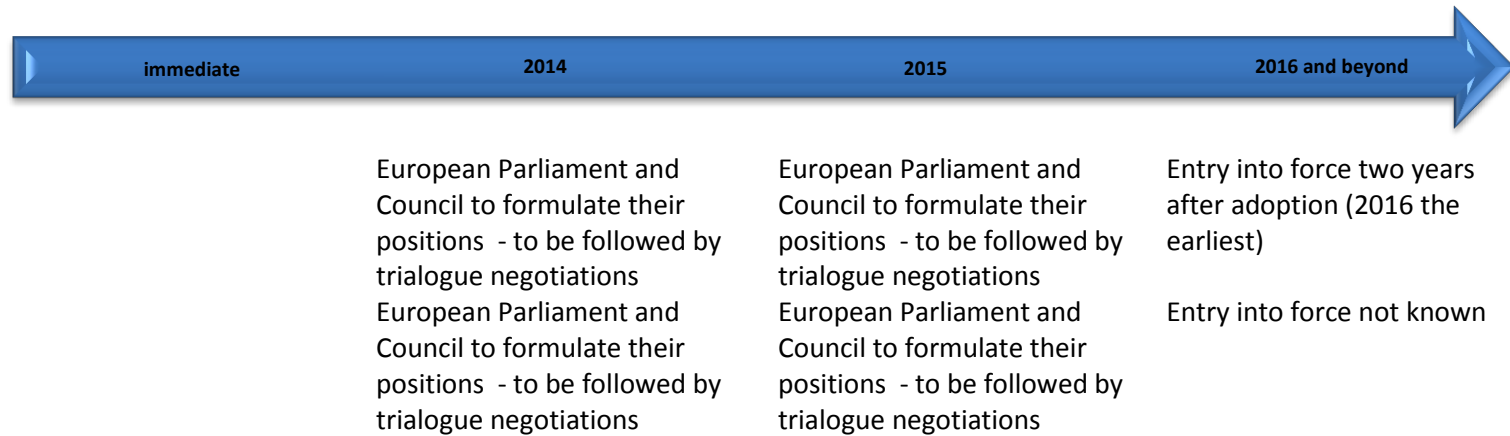 immediate
2014
2015
2016 and beyond
European Parliament and
Council to formulate their
positions  - to be followed by
trialogue negotiations
European Parliament and
Council to formulate their
positions  - to be followed by
trialogue negotiations
Entry into force two years
after adoption (2016 the
earliest)
European Parliament and
Council to formulate their
positions  - to be followed by
trialogue negotiations
European Parliament and
Council to formulate their
positions  - to be followed by
trialogue negotiations
Entry into force not known